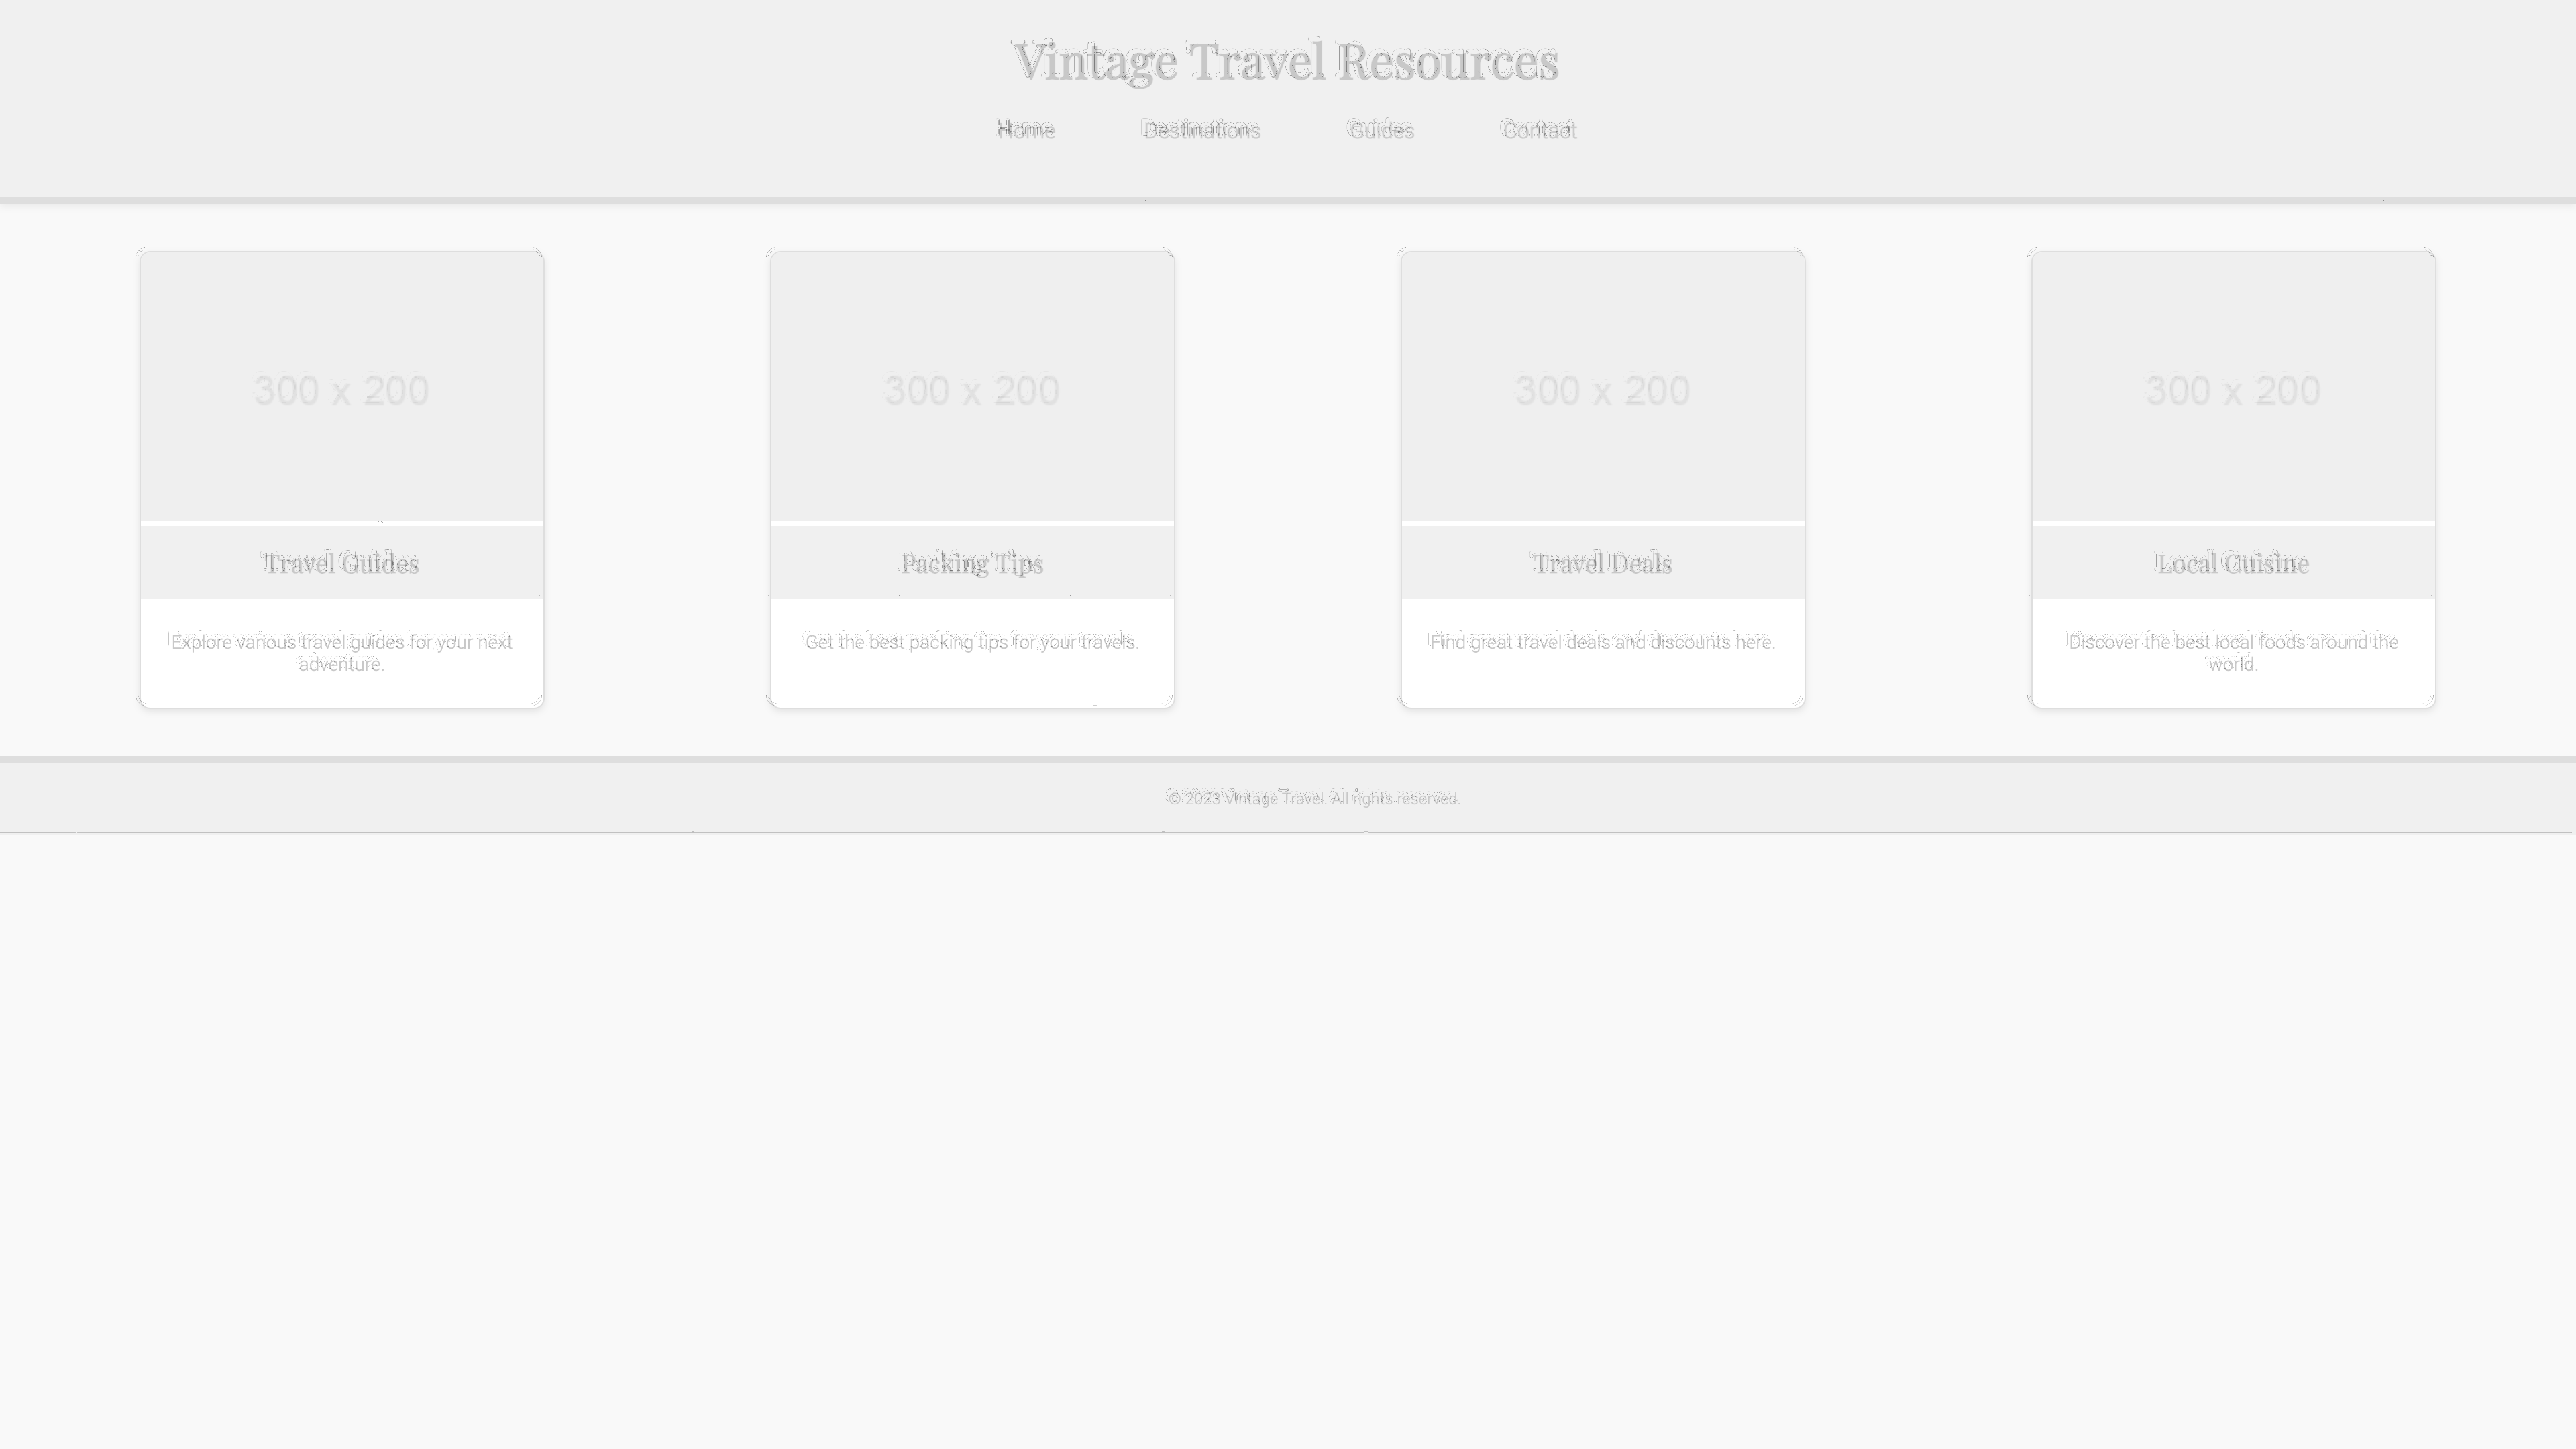 Vintage Travel Resources
Home Destinations Guides Contact
300 x 200
300 x 200
300 x 200
300 x 200
Travel Guides
Packing Tips
Travel Deals
Local Cuisine
Explore various travel guides for your next
adventure.
Get the best packing tips for your travels.
Find great travel deals and discounts here.
Discover the best local foods around the
world.
© 2023 Vintage Travel. All rights reserved.